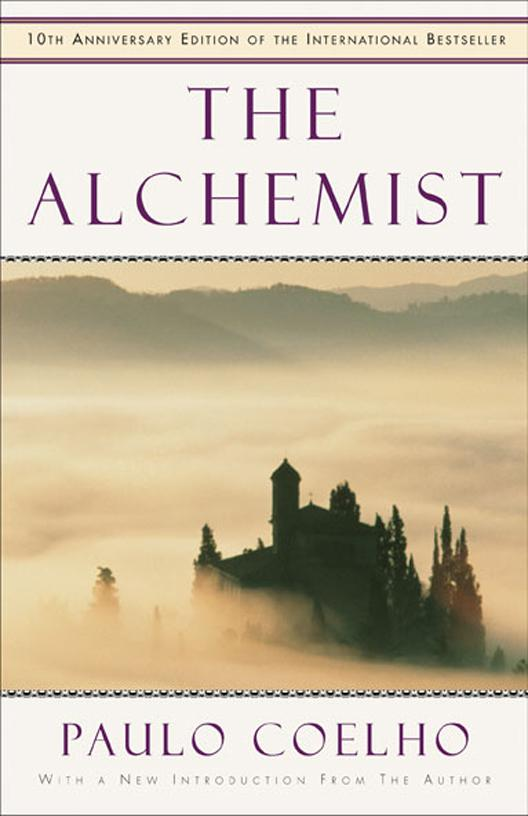 10TH ANNIVERSARY EDITION OF THE INTERNATIONAL BESTSELLER
THE
ALCHEMIST
PAULO COELHO
WITH A NEW INTRODUCTION FROM THE AUTHOR